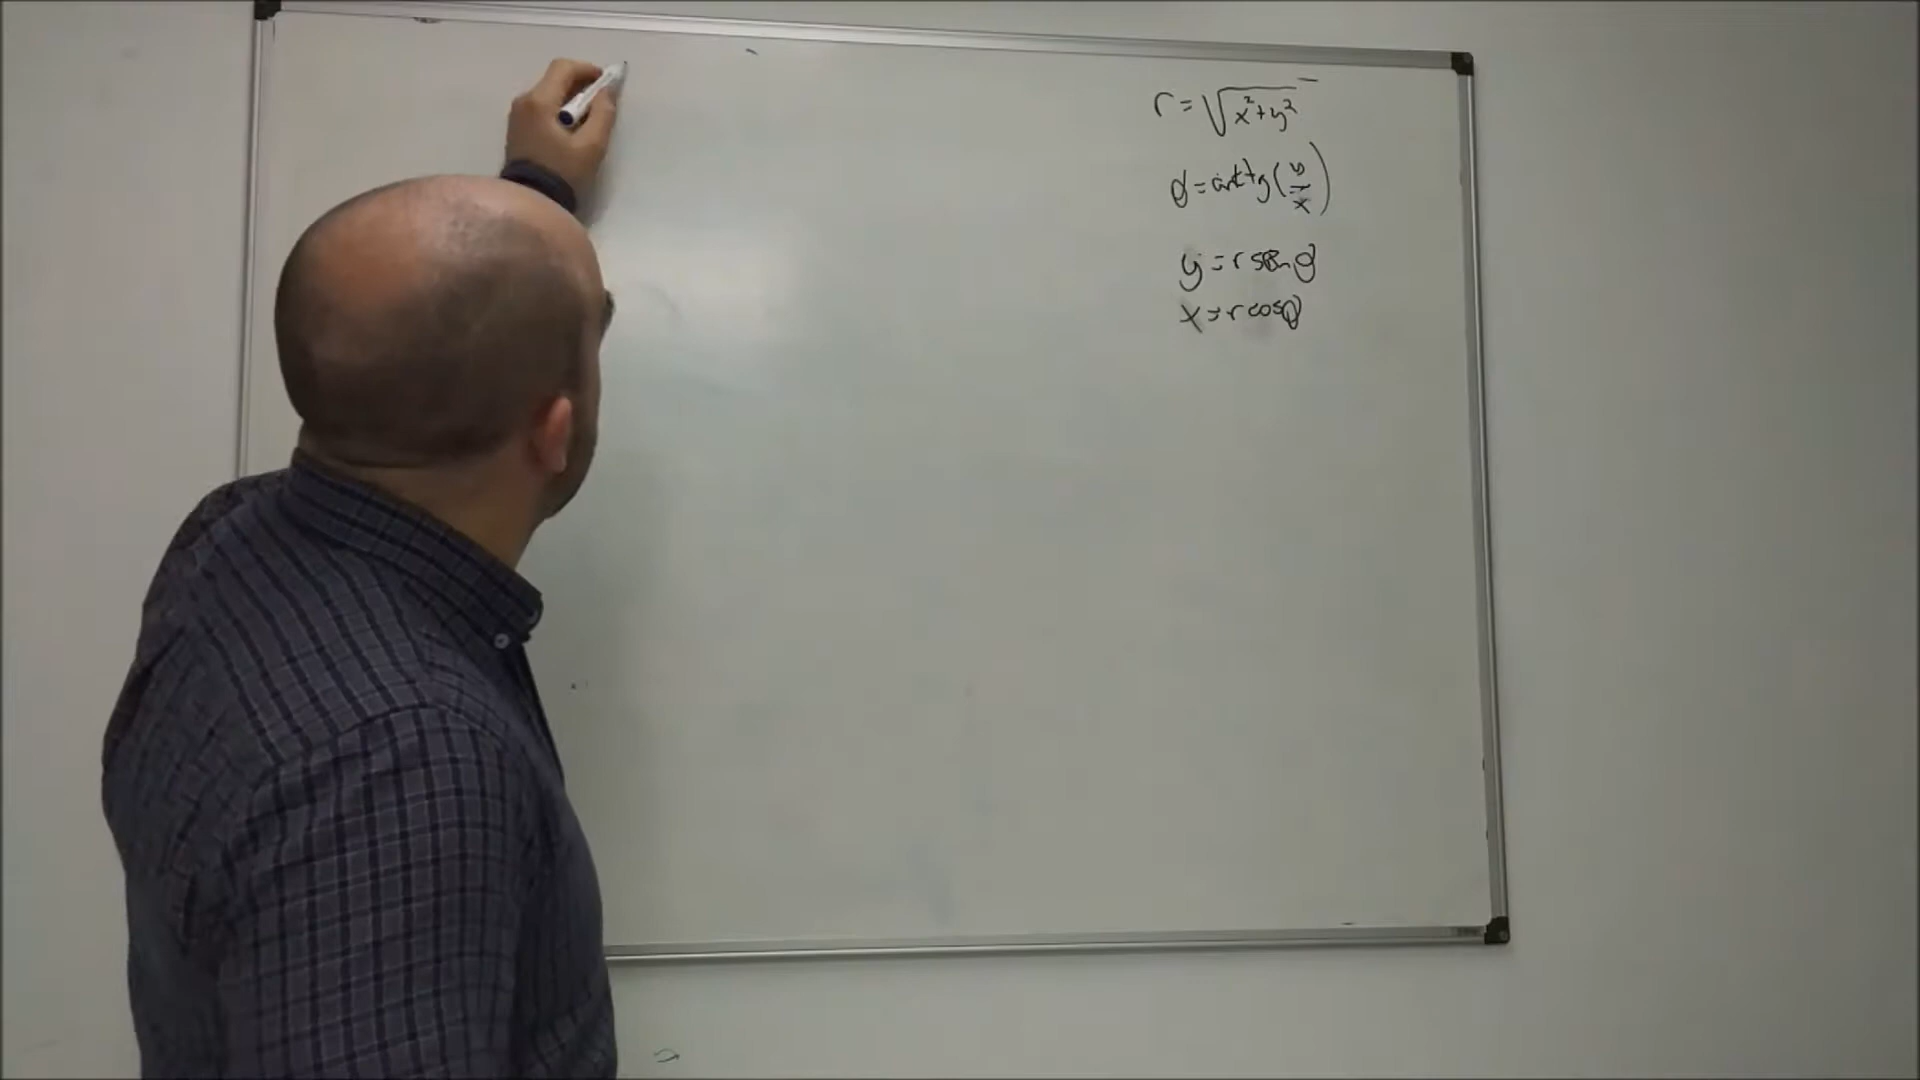 r = √x²+y²
θ = arctg(y/x)
y = r sen θ
x = r cos θ